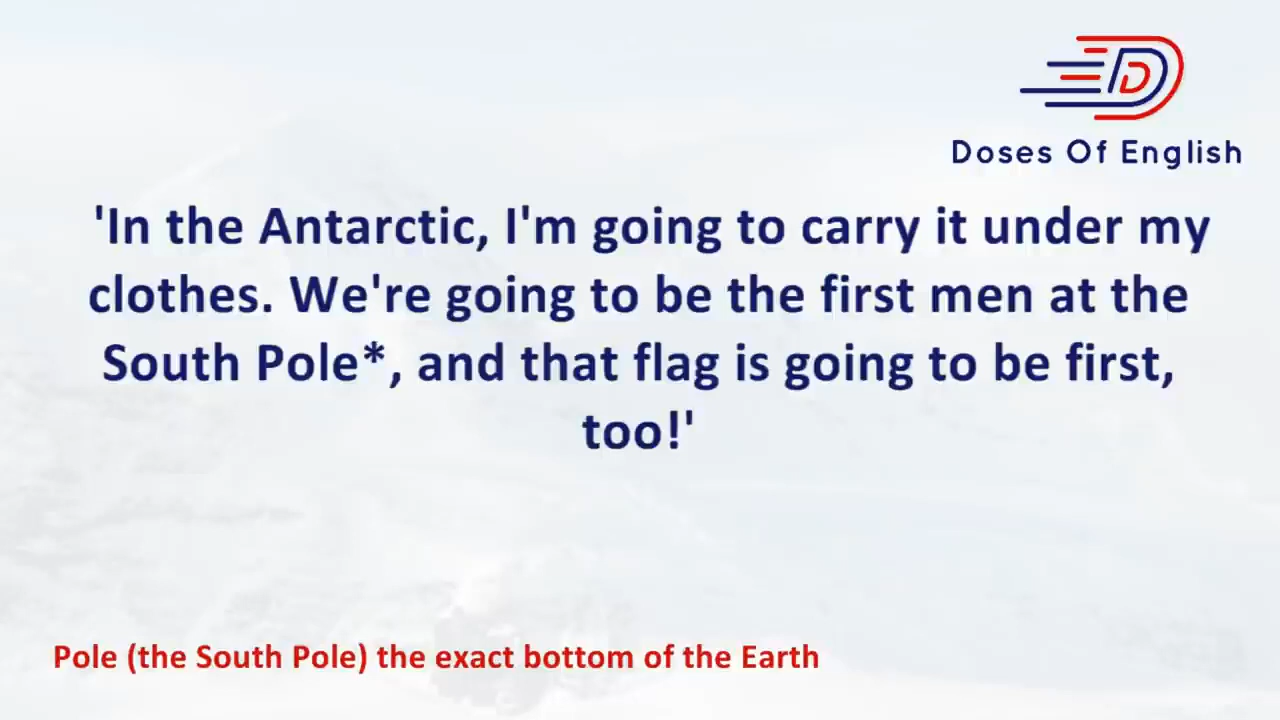 Doses Of English
'In the Antarctic, I'm going to carry it under my
clothes. We're going to be the first men at the
South Pole*, and that flag is going to be first,
too!'
Pole (the South Pole) the exact bottom of the Earth